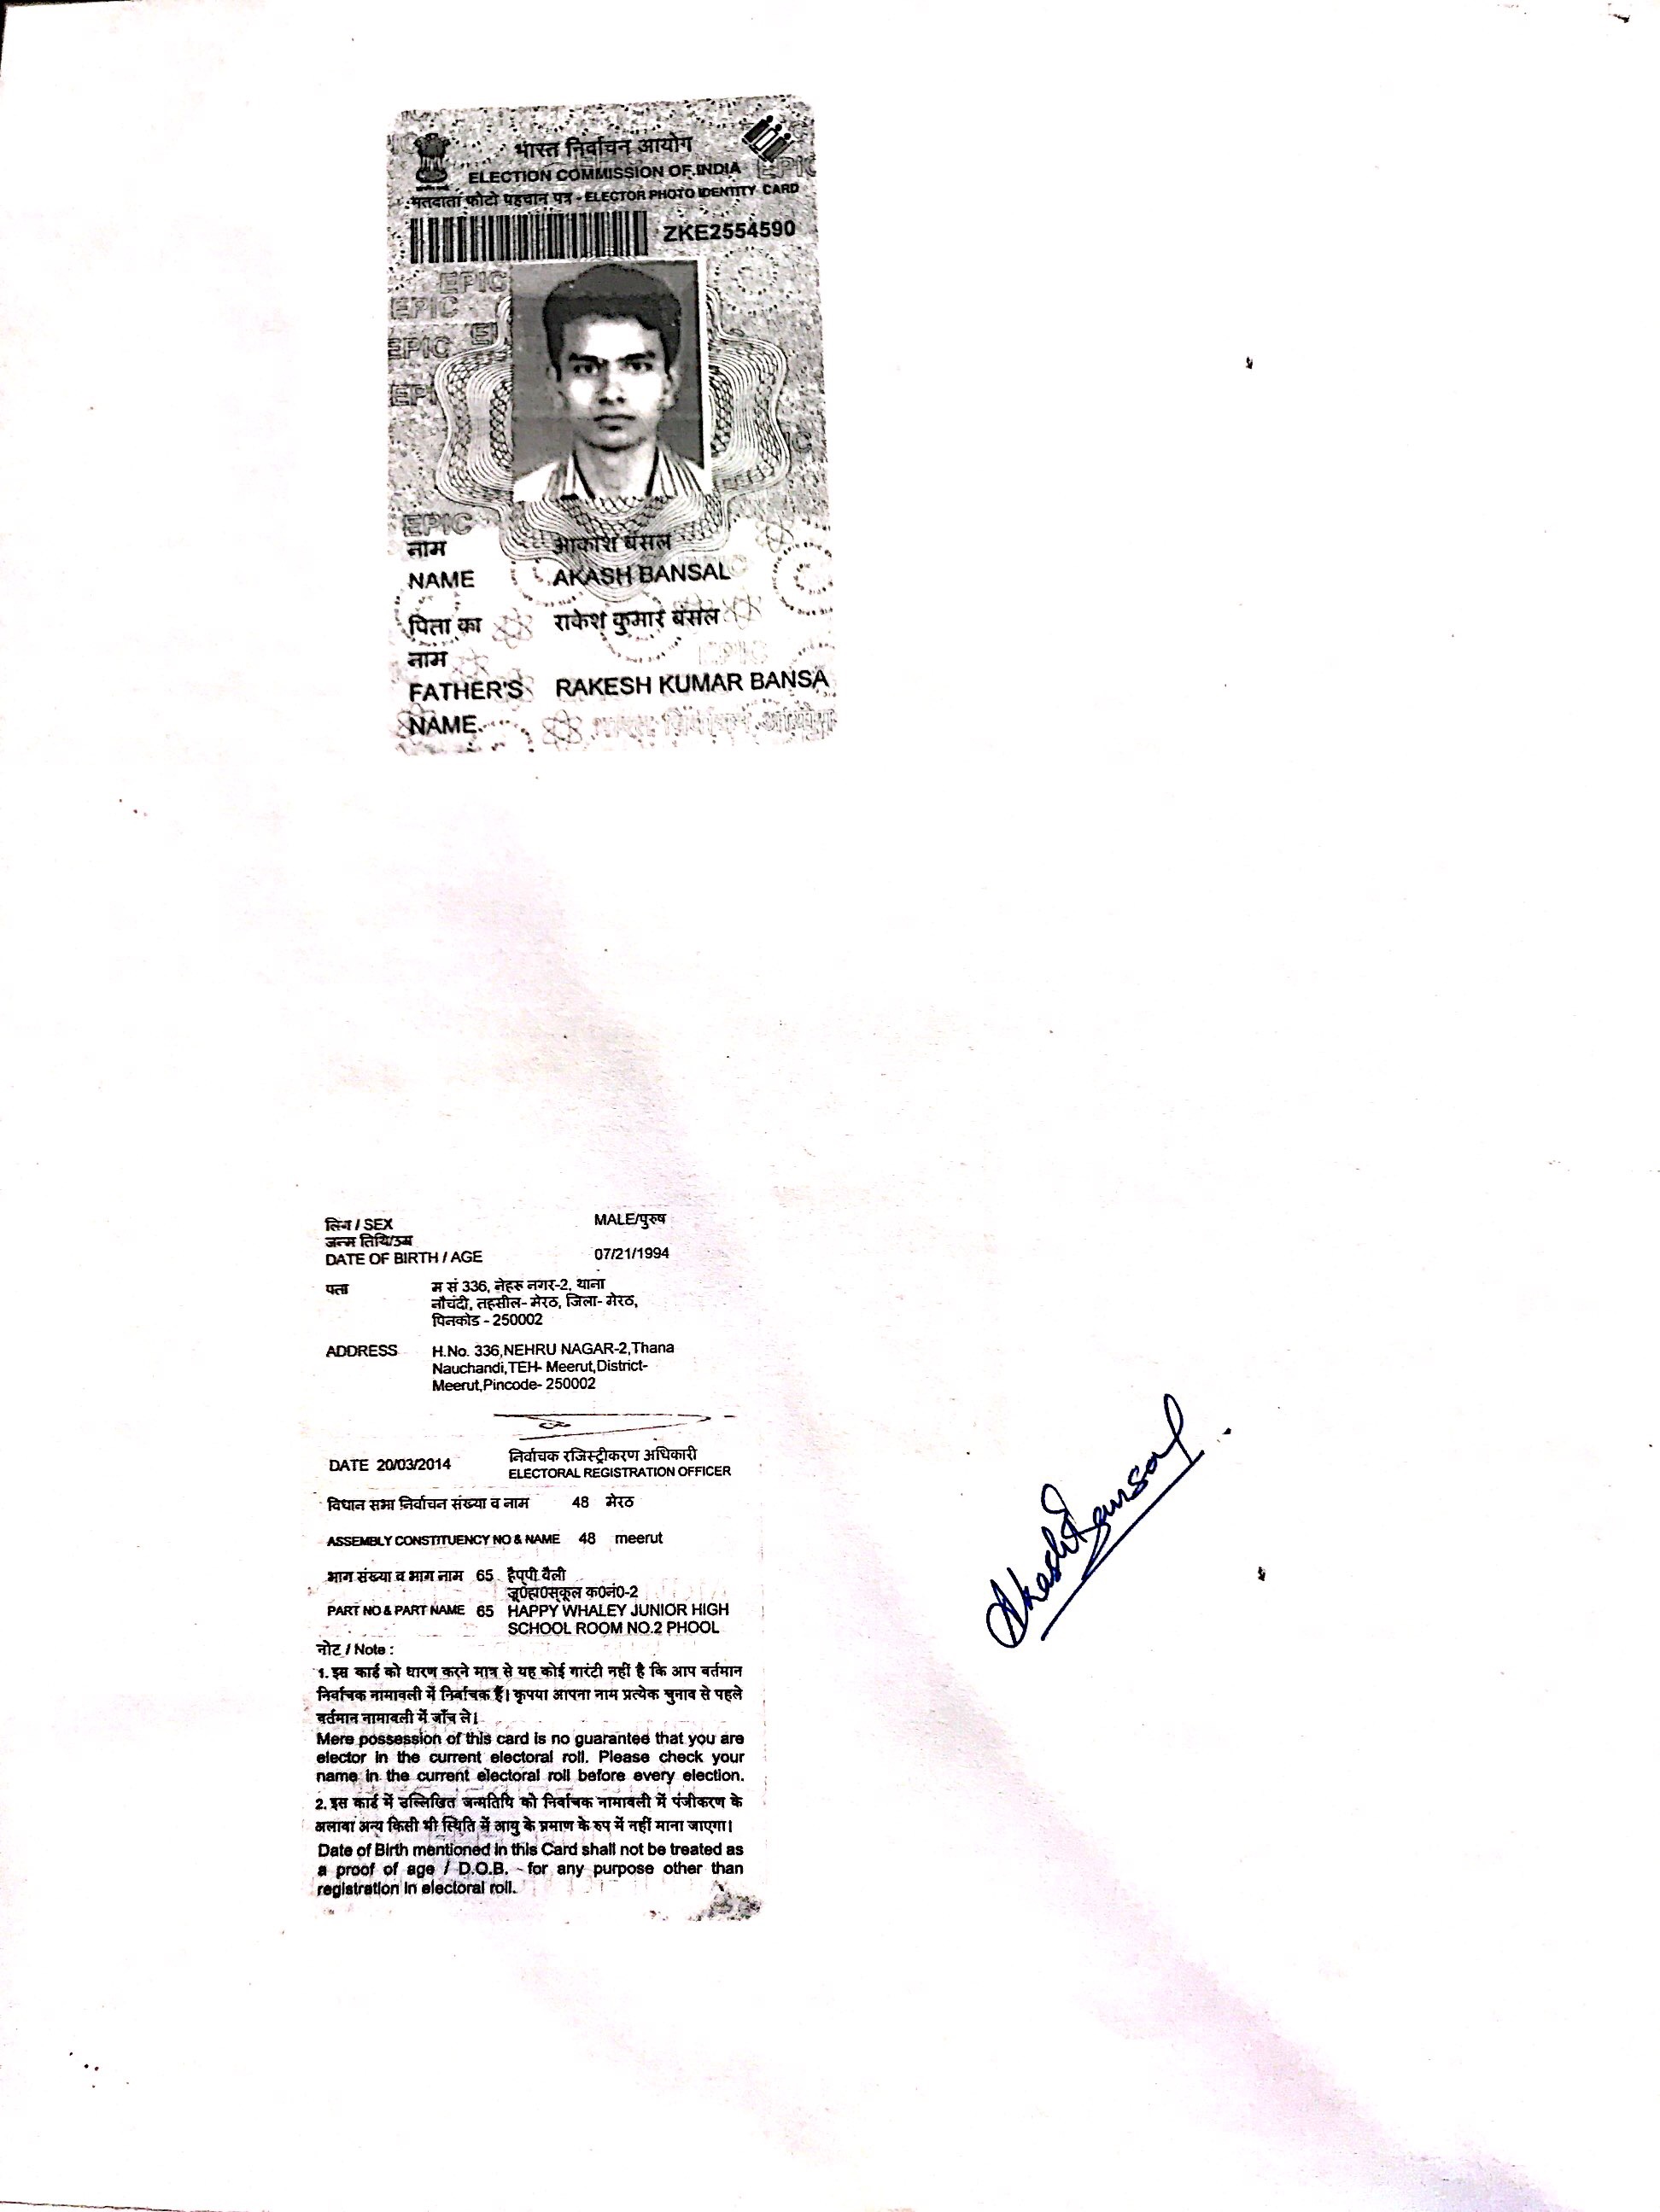 भारत निर्वाचन आयोग
ELECTION COMMISSION OF INDIA
मतदाता फोटो पहचान पत्र - ELECTOR PHOTO IDENTITY CARD
ZKE2554590
EPIC
EPIC
EPIC
EPIC
नाम आकाश बंसल
NAME AKASH BANSAL
पिता का राकेश कुमार बंसल
नाम
FATHER'S RAKESH KUMAR BANSA
NAME
लिंग / SEX MALE/पुरुष
जन्म तिथि/उम्र
DATE OF BIRTH / AGE 07/21/1994
पता म सं 336, नेहरू नगर-2, थाना
नौचंदी, तहसील- मेरठ, जिला- मेरठ,
पिनकोड - 250002
ADDRESS H.No. 336,NEHRU NAGAR-2,Thana
Nauchandi,TEH- Meerut,District-
Meerut,Pincode- 250002
निर्वाचक रजिस्ट्रीकरण अधिकारी
DATE 20/03/2014 ELECTORAL REGISTRATION OFFICER
विधान सभा निर्वाचन संख्या व नाम 48 मेरठ
ASSEMBLY CONSTITUENCY NO & NAME 48 meerut
भाग संख्या व भाग नाम 65 हैप्पी वैली
जू0हा0स्कूल क0नं0-2
PART NO & PART NAME 65 HAPPY WHALEY JUNIOR HIGH
SCHOOL ROOM NO.2 PHOOL
नोट / Note :
1. इस कार्ड को धारण करने मात्र से यह कोई गारंटी नहीं है कि आप वर्तमान
निर्वाचक नामावली में निर्वाचक हैं। कृपया आपना नाम प्रत्येक चुनाव से पहले
वर्तमान नामावली में जाँच ले।
Mere possession of this card is no guarantee that you are
elector in the current electoral roll. Please check your
name in the current electoral roll before every election.
2. इस कार्ड में उल्लिखित जन्मतिथि को निर्वाचक नामावली में पंजीकरण के
अलावा अन्य किसी भी स्थिति में आयु के प्रमाण के रुप में नहीं माना जाएगा।
Date of Birth mentioned in this Card shall not be treated as
a proof of age / D.O.B. for any purpose other than
registration in electoral roll.
Akash Bansal